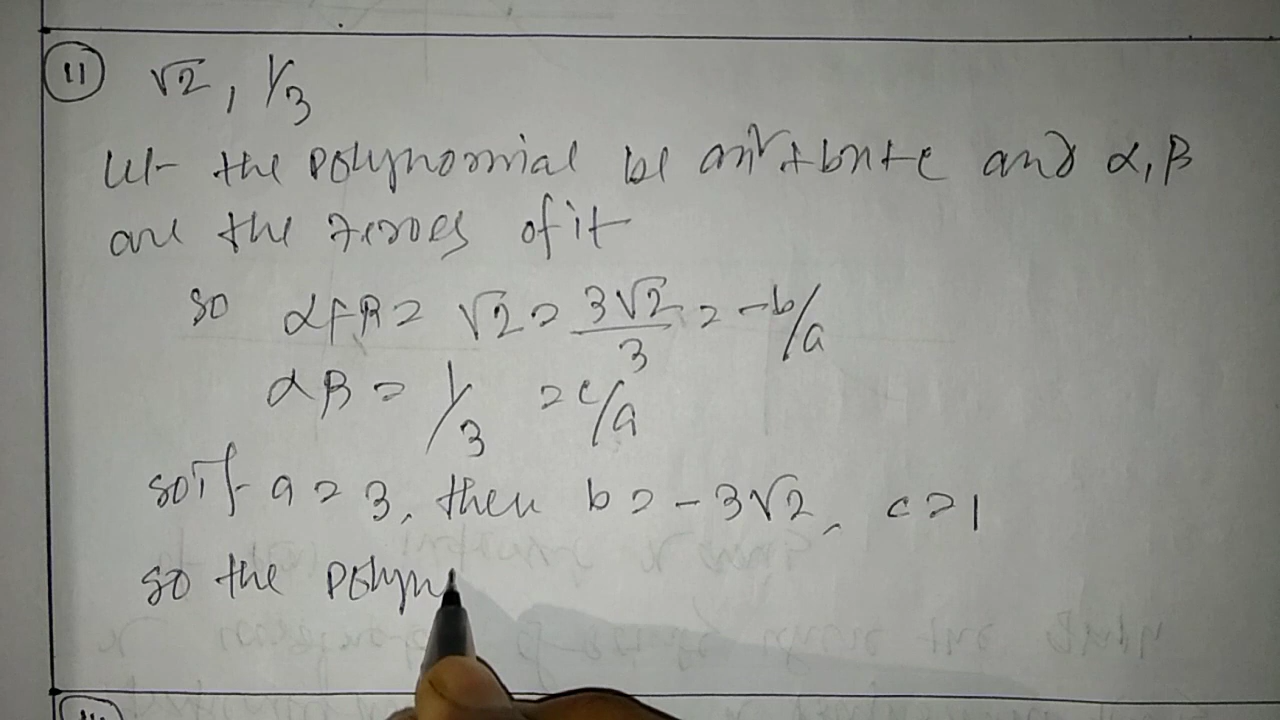 (11) √2, 1/3
Let the polynomial be ax²+bx+c and α,β
are the zeroes of it
so α+β = √2 = 3√2/3 = -b/a
αβ = 1/3 = c/a
so if a = 3, then b = -3√2, c = 1
so the polyn